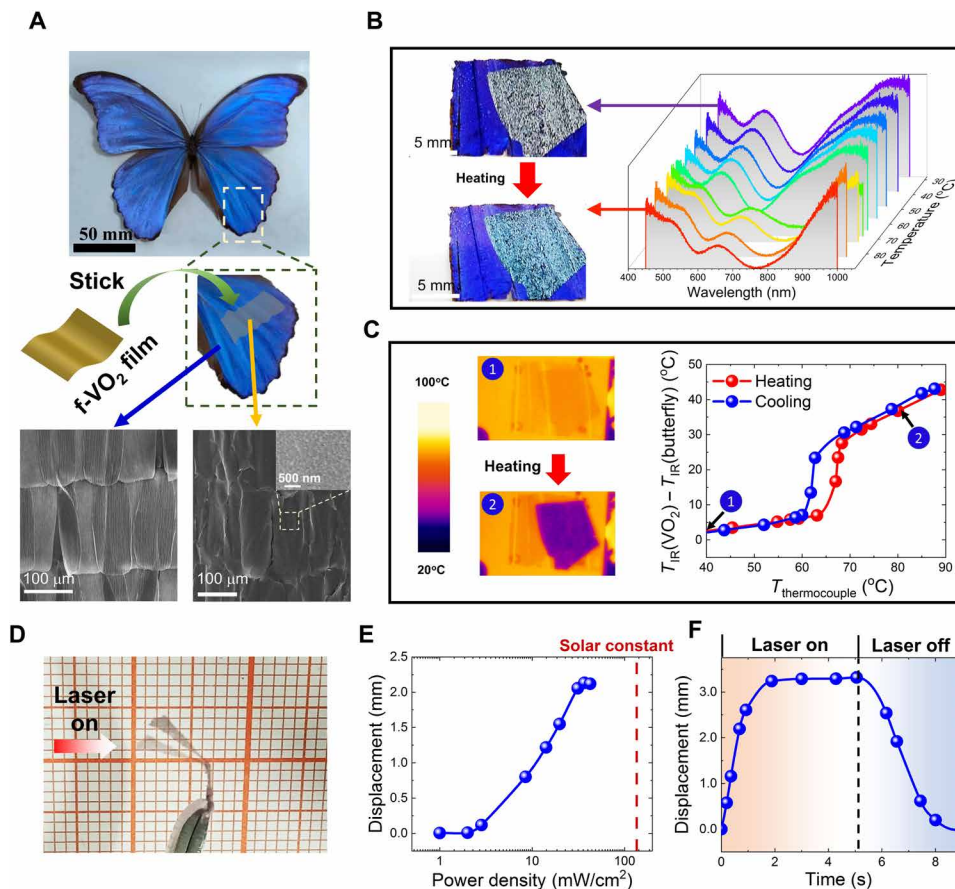 A
50 mm
Stick
f-VO₂ film
500 nm
100 μm
100 μm
B
5 mm
Heating
5 mm
400 500 600 700 800 900 1000
Wavelength (nm)
30
40
50
60
70
80
Temperature (°C)
C
100°C
20°C
1
Heating
2
T_IR(VO₂) – T_IR(butterfly) (°C)
50
40
30
20
10
0
Heating
Cooling
1
2
40 50 60 70 80 90
T_thermocouple (°C)
D
Laser
on
E
Solar constant
Displacement (mm)
2.5
2.0
1.5
1.0
0.5
0.0
1 10 100
Power density (mW/cm²)
F
Laser on
Laser off
Displacement (mm)
3.0
2.0
1.0
0.0
0 2 4 6 8
Time (s)